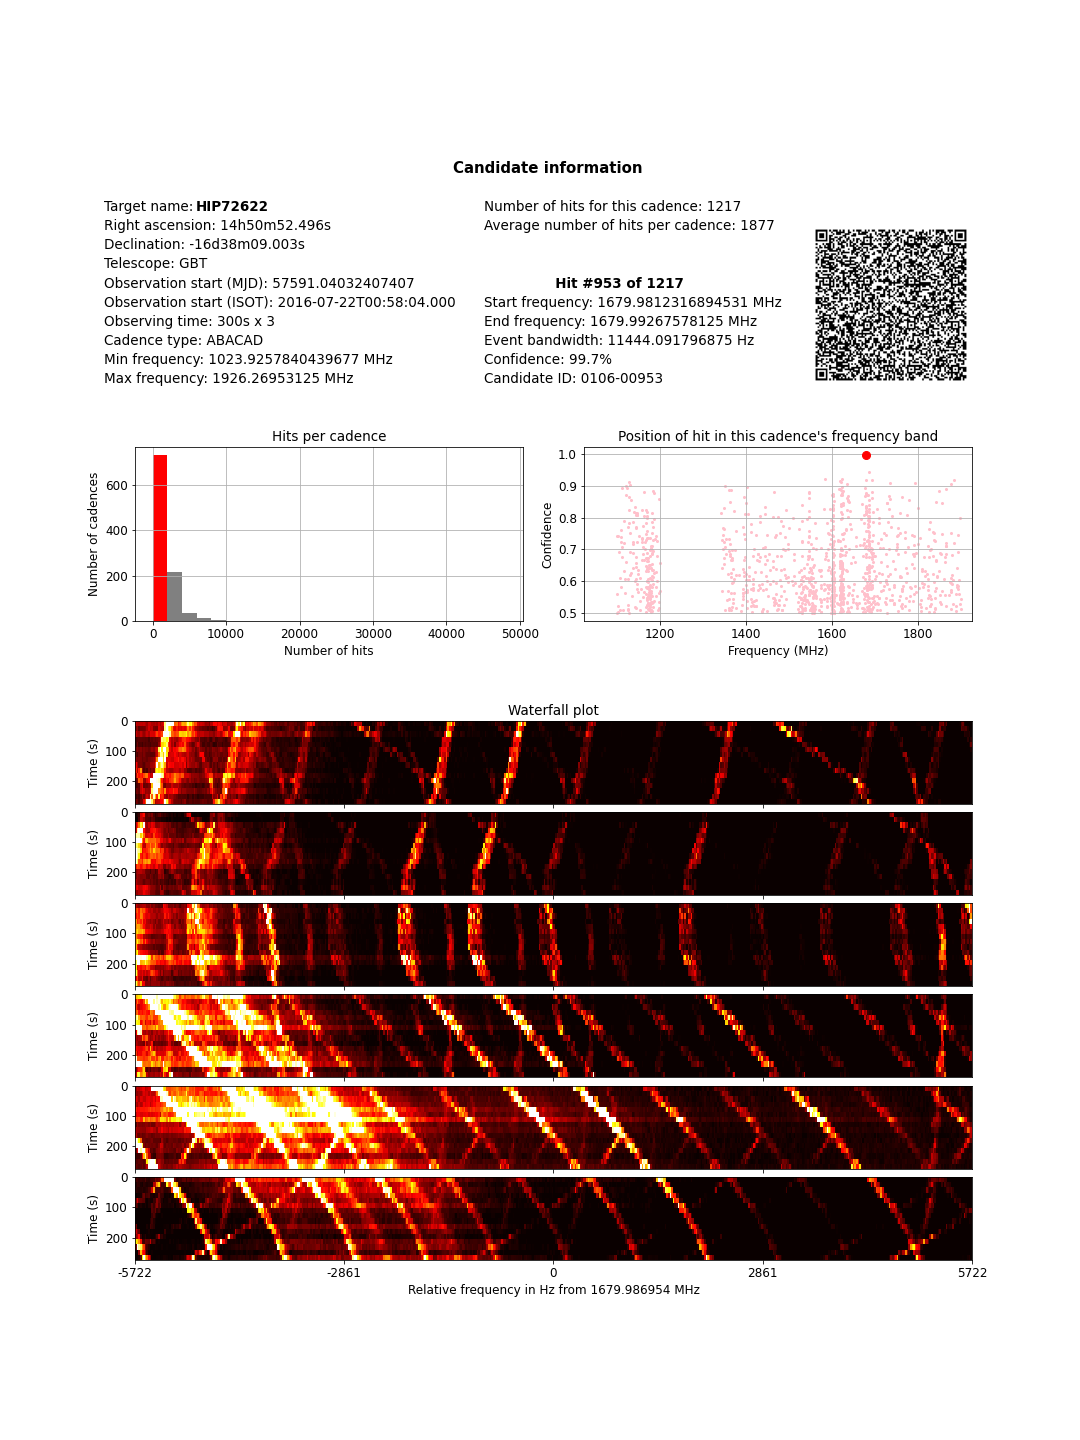 Candidate information
Target name: HIP72622
Right ascension: 14h50m52.496s
Declination: -16d38m09.003s
Telescope: GBT
Observation start (MJD): 57591.04032407407
Observation start (ISOT): 2016-07-22T00:58:04.000
Observing time: 300s x 3
Cadence type: ABACAD
Min frequency: 1023.9257840439677 MHz
Max frequency: 1926.26953125 MHz
Number of hits for this cadence: 1217
Average number of hits per cadence: 1877
Hit #953 of 1217
Start frequency: 1679.9812316894531 MHz
End frequency: 1679.99267578125 MHz
Event bandwidth: 11444.091796875 Hz
Confidence: 99.7%
Candidate ID: 0106-00953
Hits per cadence
Number of cadences
600
400
200
0
0 10000 20000 30000 40000 50000
Number of hits
Position of hit in this cadence's frequency band
Confidence
1.0
0.9
0.8
0.7
0.6
0.5
1200 1400 1600 1800
Frequency (MHz)
Waterfall plot
Time (s)
0
100
200
Time (s)
0
100
200
Time (s)
0
100
200
Time (s)
0
100
200
Time (s)
0
100
200
Time (s)
0
100
200
-5722 -2861 0 2861 5722
Relative frequency in Hz from 1679.986954 MHz